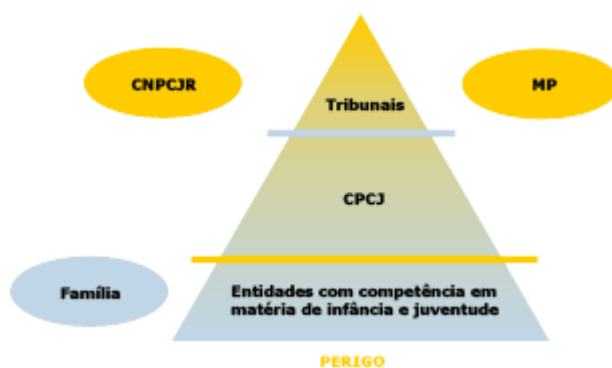 CNPCJR
MP
Tribunais
CPCJ
Família
Entidades com competência em
matéria de infância e juventude
PERIGO